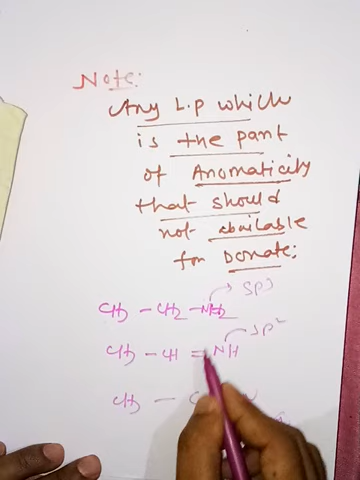 Note:
Any L.p which
is the part
of Aromaticity
that should
not available
for Donate;
CH3 - CH2 - NH2 → SP3
CH3 - CH = NH SP2
CH3 - C